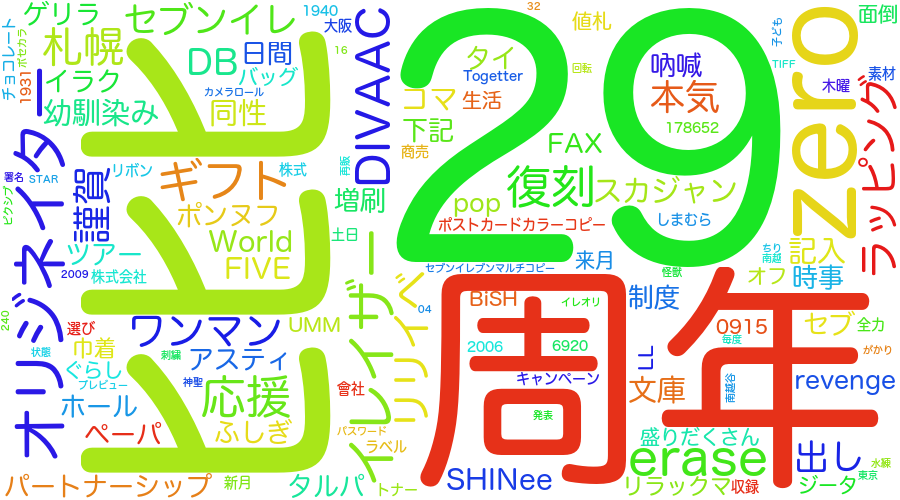 ゲリラ
セブンイレ
1940
大阪
DIVAAC
32
値札
子ども
zero
面倒
チョコレート
ボセカラ
札幌
DB
日間
16
29
タイ
回転
吶喊
TIFF
木曜
素材
1931
イラク
バッグ
カメラロール
Togetter
コマ
生活
本気
ラッピング
幼馴染み
同性
セ
セ
セ
下記
FAX
178652
オリジネイター
商売
署名
STAR
リボン
ギフト
株式
両販
復刻
スカジャン
ピクシブ
謹賀
ポンヌフ
増刷
pop
ポストカードカラーコピー
しまむら
World
土日
ツアー
FIVE
来月
ちり
南越
記入
2009
株式会社
セブンイレブンマルチコピー
怪獣
オフ
時事
レイザー
リリイベ
周年
BiSH
イレオリ
制度
04
240
選び
ワンマン
UMM
0915
セブ
全力
状態
巾着
刺繍
アスティ
2006
6920
LL
毎度
がかり
ぐらし
プレビュー
神聖
會社
キャンペーン
文庫
南越谷
revenge
ホール
応援
発表
ペーパ
ふしぎ
パスワード
ラベル
盛りだくさん
erase
出し
水練
東京
パートナーシップ
新月
タルパ
トナー
SHINee
リラックマ
収録
ジータ